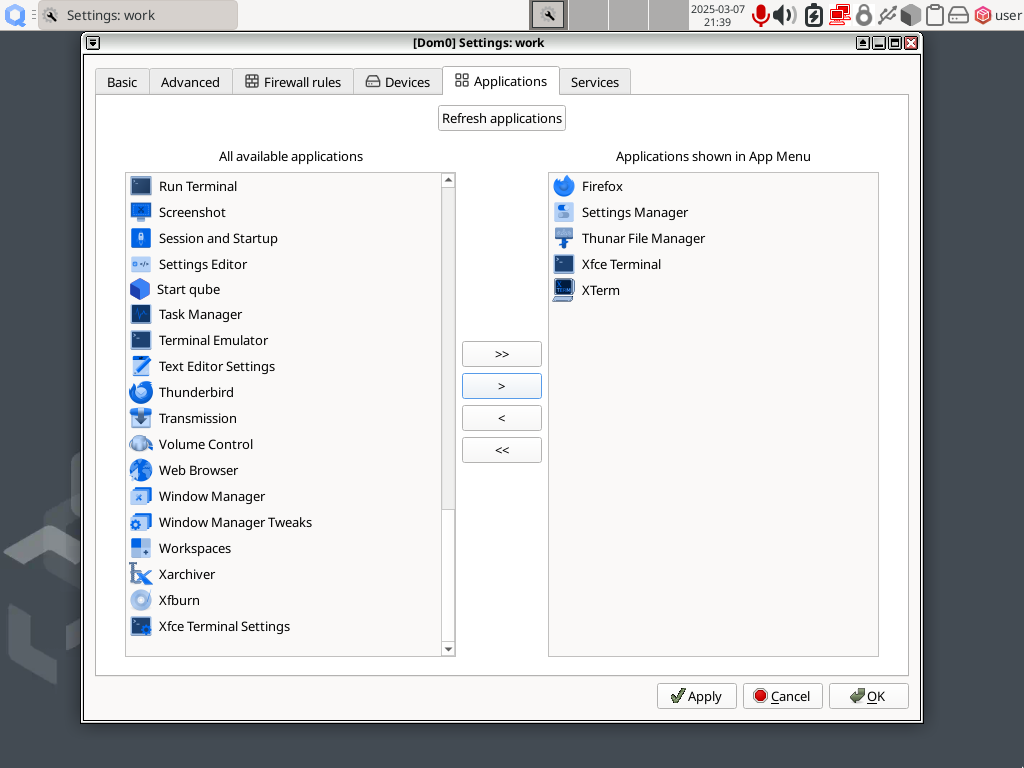 Settings: work
2025-03-07
21:39
user
[Dom0] Settings: work
Basic
Advanced
Firewall rules
Devices
Applications
Services
Refresh applications
All available applications
Applications shown in App Menu
Run Terminal
Screenshot
Session and Startup
Settings Editor
Start qube
Task Manager
Terminal Emulator
Text Editor Settings
Thunderbird
Transmission
Volume Control
Web Browser
Window Manager
Window Manager Tweaks
Workspaces
Xarchiver
Xfburn
Xfce Terminal Settings
>>
>
<
<<
Firefox
Settings Manager
Thunar File Manager
Xfce Terminal
XTerm
Apply
Cancel
OK